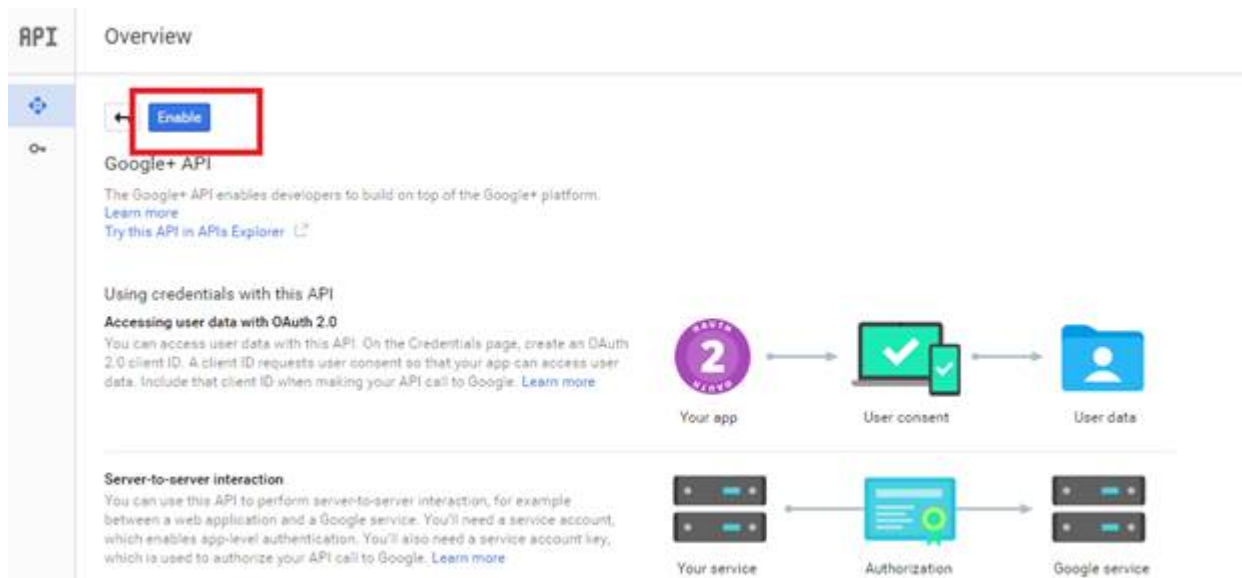 API Overview
Enable
Google+ API
The Google+ API enables developers to build on top of the Google+ platform.
Learn more
Try this API in APIs Explorer
Using credentials with this API
Accessing user data with OAuth 2.0
You can access user data with this API. On the Credentials page, create an OAuth
2.0 client ID. A client ID requests user consent so that your app can access user
data. Include that client ID when making your API call to Google. Learn more
OAUTH
2
OAUTH
Your app User consent User data
Server-to-server interaction
You can use this API to perform server-to-server interaction, for example
between a web application and a Google service. You'll need a service account,
which enables app-level authentication. You'll also need a service account key,
which is used to authorize your API call to Google. Learn more
Your service Authorization Google service